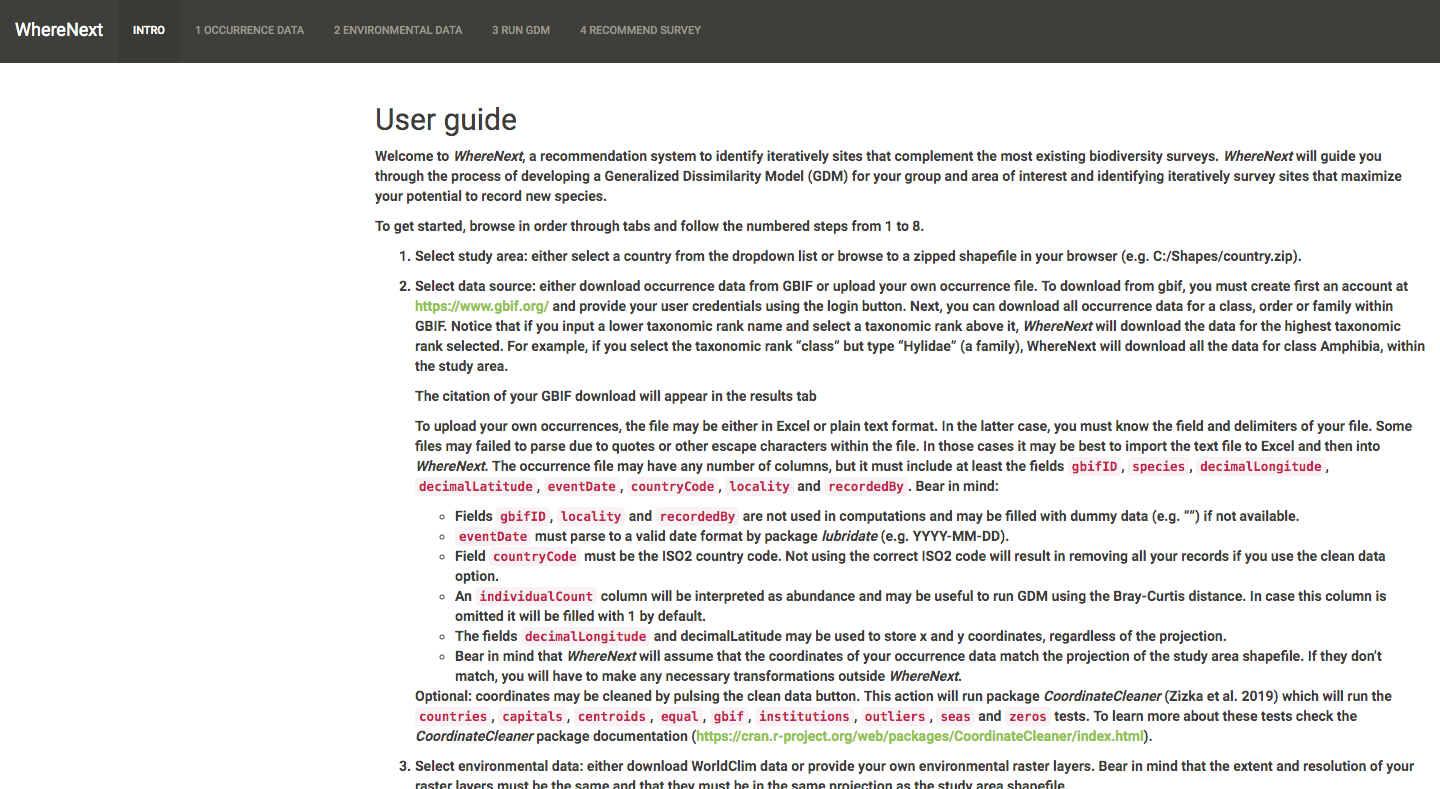 WhereNext INTRO 1 OCCURRENCE DATA 2 ENVIRONMENTAL DATA 3 RUN GDM 4 RECOMMEND SURVEY
User guide
Welcome to WhereNext, a recommendation system to identify iteratively sites that complement the most existing biodiversity surveys. WhereNext will guide you
through the process of developing a Generalized Dissimilarity Model (GDM) for your group and area of interest and identifying iteratively survey sites that maximize
your potential to record new species.
To get started, browse in order through tabs and follow the numbered steps from 1 to 8.
1. Select study area: either select a country from the dropdown list or browse to a zipped shapefile in your browser (e.g. C:/Shapes/country.zip).
2. Select data source: either download occurrence data from GBIF or upload your own occurrence file. To download from gbif, you must create first an account at
https://www.gbif.org/ and provide your user credentials using the login button. Next, you can download all occurrence data for a class, order or family within
GBIF. Notice that if you input a lower taxonomic rank name and select a taxonomic rank above it, WhereNext will download the data for the highest taxonomic
rank selected. For example, if you select the taxonomic rank “class” but type “Hylidae” (a family), WhereNext will download all the data for class Amphibia, within
the study area.
The citation of your GBIF download will appear in the results tab
To upload your own occurrences, the file may be either in Excel or plain text format. In the latter case, you must know the field and delimiters of your file. Some
files may failed to parse due to quotes or other escape characters within the file. In those cases it may be best to import the text file to Excel and then into
WhereNext. The occurrence file may have any number of columns, but it must include at least the fields gbifID, species, decimalLongitude,
decimalLatitude, eventDate, countryCode, locality and recordedBy. Bear in mind:
◦ Fields gbifID, locality and recordedBy are not used in computations and may be filled with dummy data (e.g. “”) if not available.
◦ eventDate must parse to a valid date format by package lubridate (e.g. YYYY-MM-DD).
◦ Field countryCode must be the ISO2 country code. Not using the correct ISO2 code will result in removing all your records if you use the clean data
option.
◦ An individualCount column will be interpreted as abundance and may be useful to run GDM using the Bray-Curtis distance. In case this column is
omitted it will be filled with 1 by default.
◦ The fields decimalLongitude and decimalLatitude may be used to store x and y coordinates, regardless of the projection.
◦ Bear in mind that WhereNext will assume that the coordinates of your occurrence data match the projection of the study area shapefile. If they don’t
match, you will have to make any necessary transformations outside WhereNext.
Optional: coordinates may be cleaned by pulsing the clean data button. This action will run package CoordinateCleaner (Zizka et al. 2019) which will run the
countries, capitals, centroids, equal, gbif, institutions, outliers, seas and zeros tests. To learn more about these tests check the
CoordinateCleaner package documentation (https://cran.r-project.org/web/packages/CoordinateCleaner/index.html).
3. Select environmental data: either download WorldClim data or provide your own environmental raster layers. Bear in mind that the extent and resolution of your
raster layers must be the same and that they must be in the same projection as the study area shapefile.